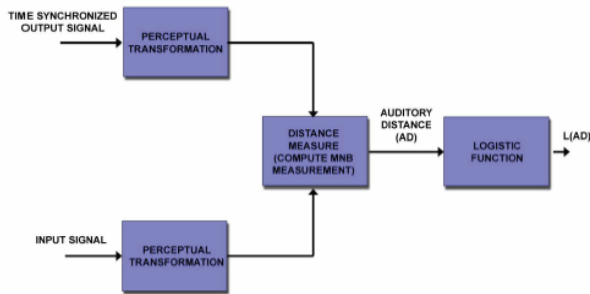 TIME SYNCHRONIZED
OUTPUT SIGNAL
PERCEPTUAL
TRANSFORMATION
DISTANCE
MEASURE
(COMPUTE MNB
MEASUREMENT)
AUDITORY
DISTANCE
(AD)
LOGISTIC
FUNCTION
L(AD)
INPUT SIGNAL
PERCEPTUAL
TRANSFORMATION